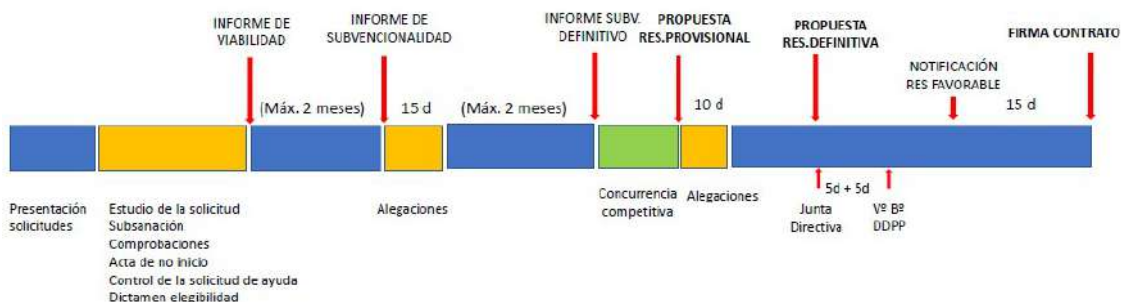 INFORME DE
VIABILIDAD
INFORME DE
SUBVENCIONALIDAD
INFORME SUBV.
DEFINITIVO
PROPUESTA
RES.PROVISIONAL
PROPUESTA
RES.DEFINITIVA
FIRMA CONTRATO
NOTIFICACIÓN
RES FAVORABLE
(Máx. 2 meses)
15 d
(Máx. 2 meses)
10 d
15 d
Presentación
solicitudes
Estudio de la solicitud
Subsanación
Comprobaciones
Acta de no inicio
Control de la solicitud de ayuda
Dictamen elegibilidad
Alegaciones
Concurrencia
competitiva
Alegaciones
5d + 5d
Junta
Directiva
Vº Bº
DDPP